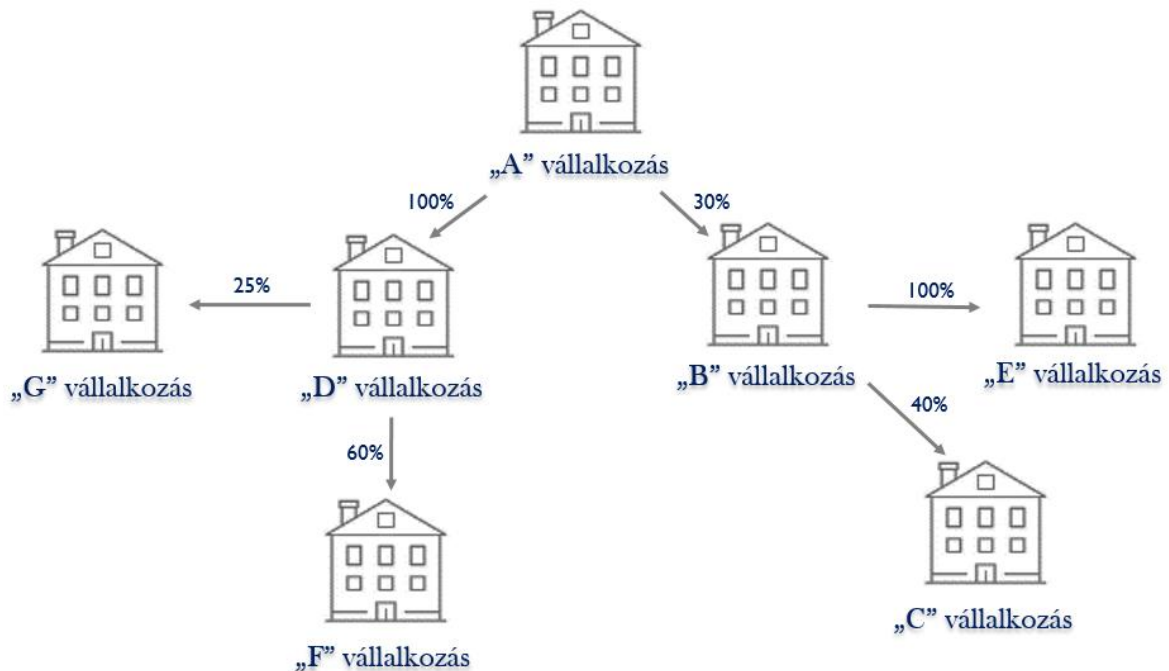 „A” vállalkozás
100%
30%
25%
100%
„G” vállalkozás
„D” vállalkozás
„B” vállalkozás
„E” vállalkozás
60%
40%
„C” vállalkozás
„F” vállalkozás